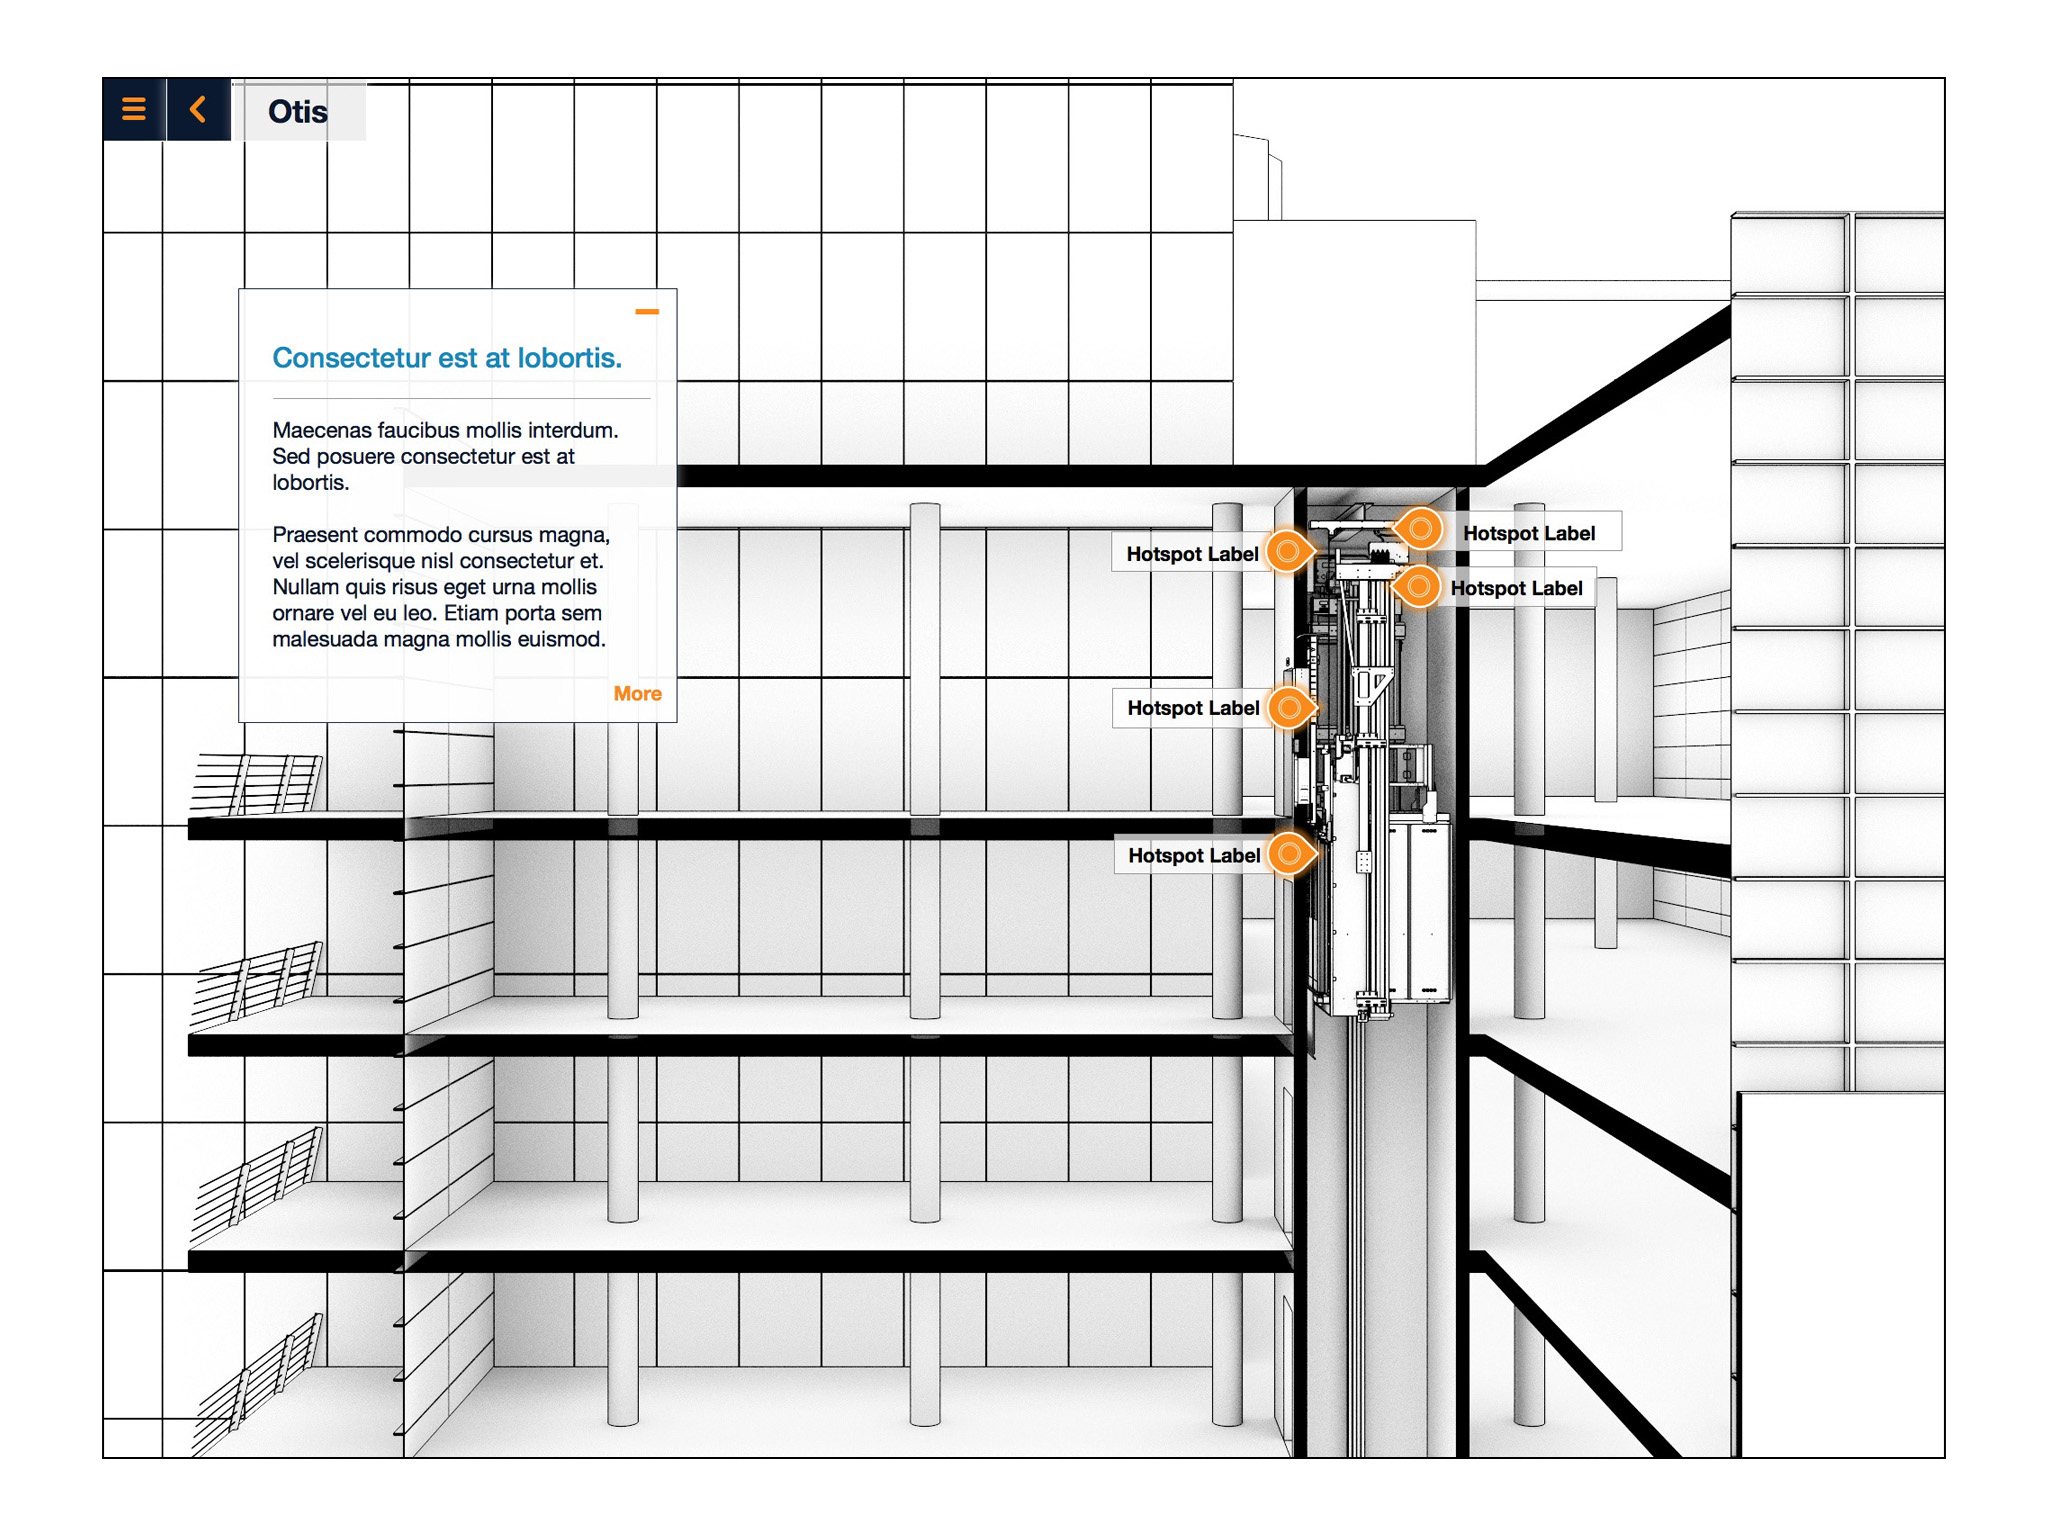 Otis
Consectetur est at lobortis.
Maecenas faucibus mollis interdum.
Sed posuere consectetur est at
lobortis.
Praesent commodo cursus magna,
vel scelerisque nisl consectetur et.
Nullam quis risus eget urna mollis
ornare vel eu leo. Etiam porta sem
malesuada magna mollis euismod.
More
Hotspot Label
Hotspot Label
Hotspot Label
Hotspot Label
Hotspot Label